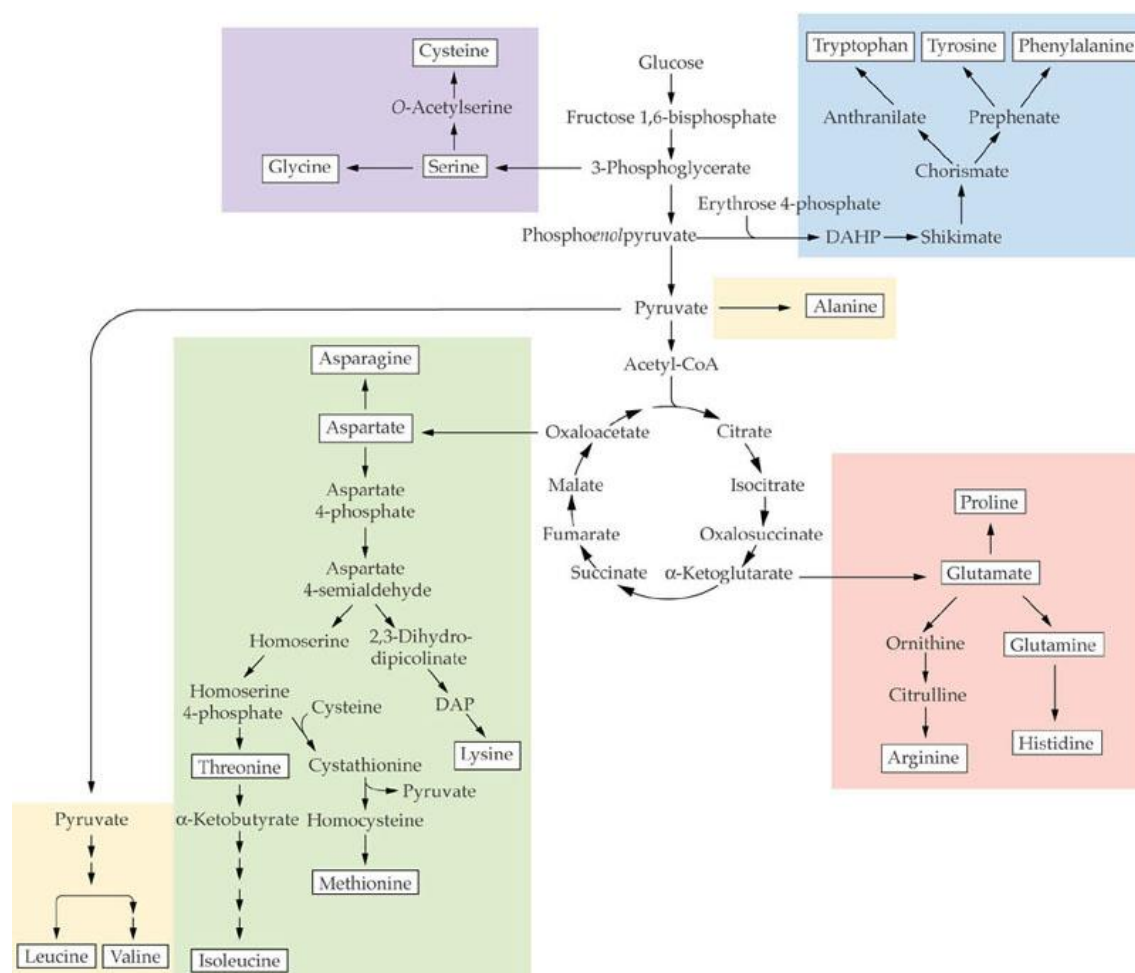 Cysteine
Glucose
Tryptophan
Tyrosine
Phenylalanine
O-Acetylserine
Fructose 1,6-bisphosphate
Anthranilate
Prephenate
Glycine
Serine
3-Phosphoglycerate
Chorismate
Erythrose 4-phosphate
Phosphoenolpyruvate
DAHP
Shikimate
Pyruvate
Alanine
Asparagine
Acetyl-CoA
Aspartate
Oxaloacetate
Citrate
Aspartate
4-phosphate
Malate
Isocitrate
Proline
Fumarate
Oxalosuccinate
Aspartate
4-semialdehyde
Succinate
α-Ketoglutarate
Glutamate
Homoserine
2,3-Dihydro-
dipicolinate
Ornithine
Glutamine
Homoserine
4-phosphate
Cysteine
DAP
Citrulline
Threonine
Cystathionine
Lysine
Arginine
Histidine
Pyruvate
Pyruvate
α-Ketobutyrate
Homocysteine
Methionine
Leucine
Valine
Isoleucine